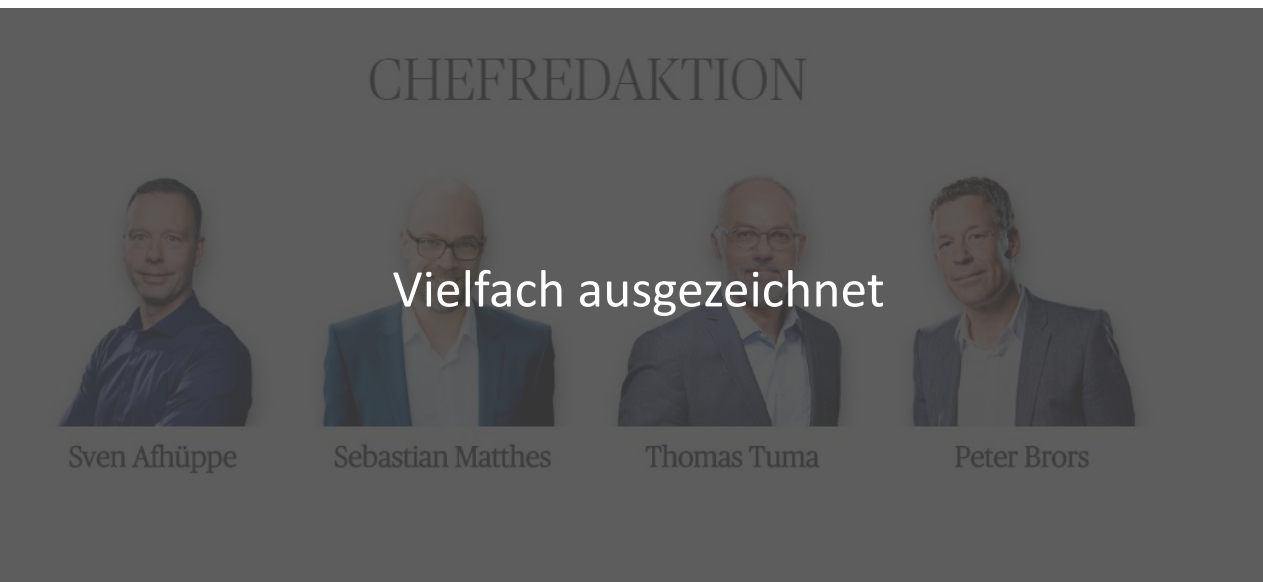 CHEFREDAKTION
Vielfach ausgezeichnet
Sven Afhüppe
Sebastian Matthes
Thomas Tuma
Peter Brors